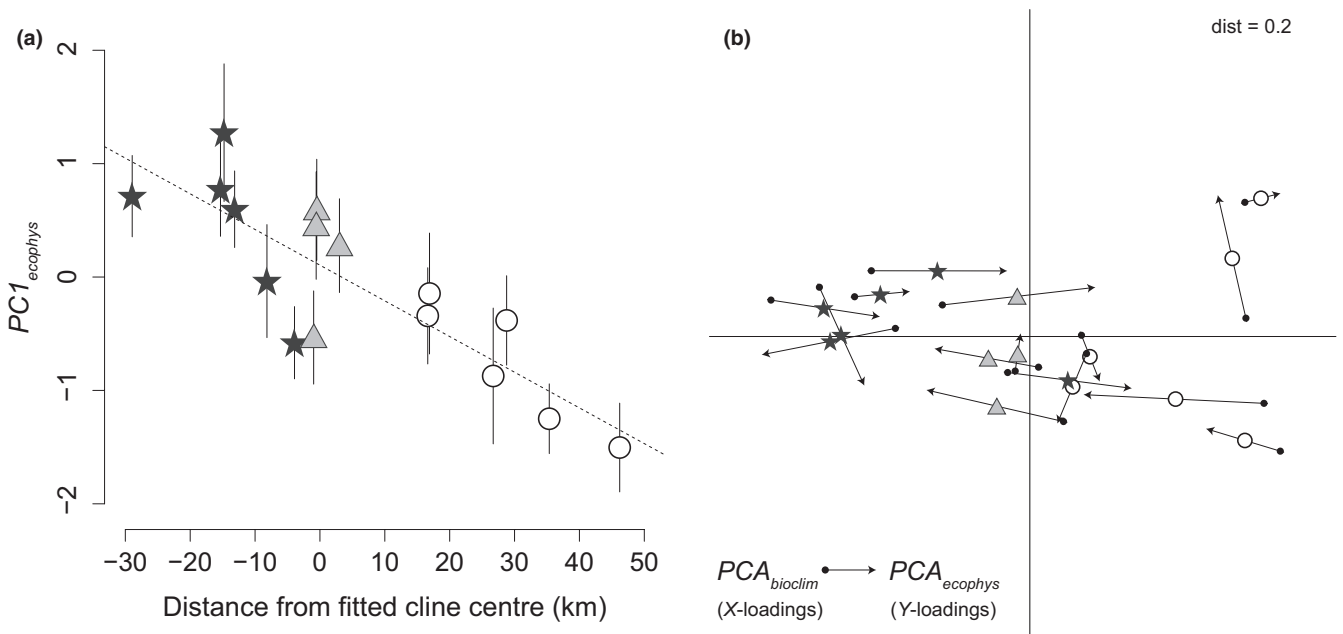 (a)
2
1
0
−1
−2
PC1ecophys
−30 −20 −10 0 10 20 30 40 50
Distance from fitted cline centre (km)
(b)
dist = 0.2
PCAbioclim PCAecophys
(X-loadings) (Y-loadings)